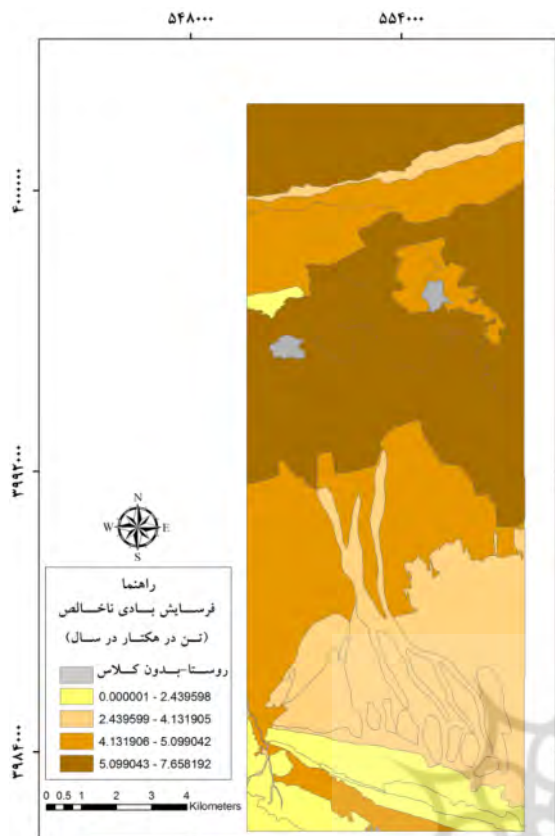 ۵۴۸۰۰۰ ۵۵۴۰۰۰
۴۰۰۰۰۰۰
۳۹۹۲۰۰۰
۳۹۸۴۰۰۰
N
W E
S
راهنما
فرسایش بادی ناخالص
(تن در هکتار در سال)
روستا-بدون کلاس
0.000001 - 2.439598
2.439599 - 4.131905
4.131906 - 5.099042
5.099043 - 7.658192
0 0.5 1 2 3 4
Kilometers